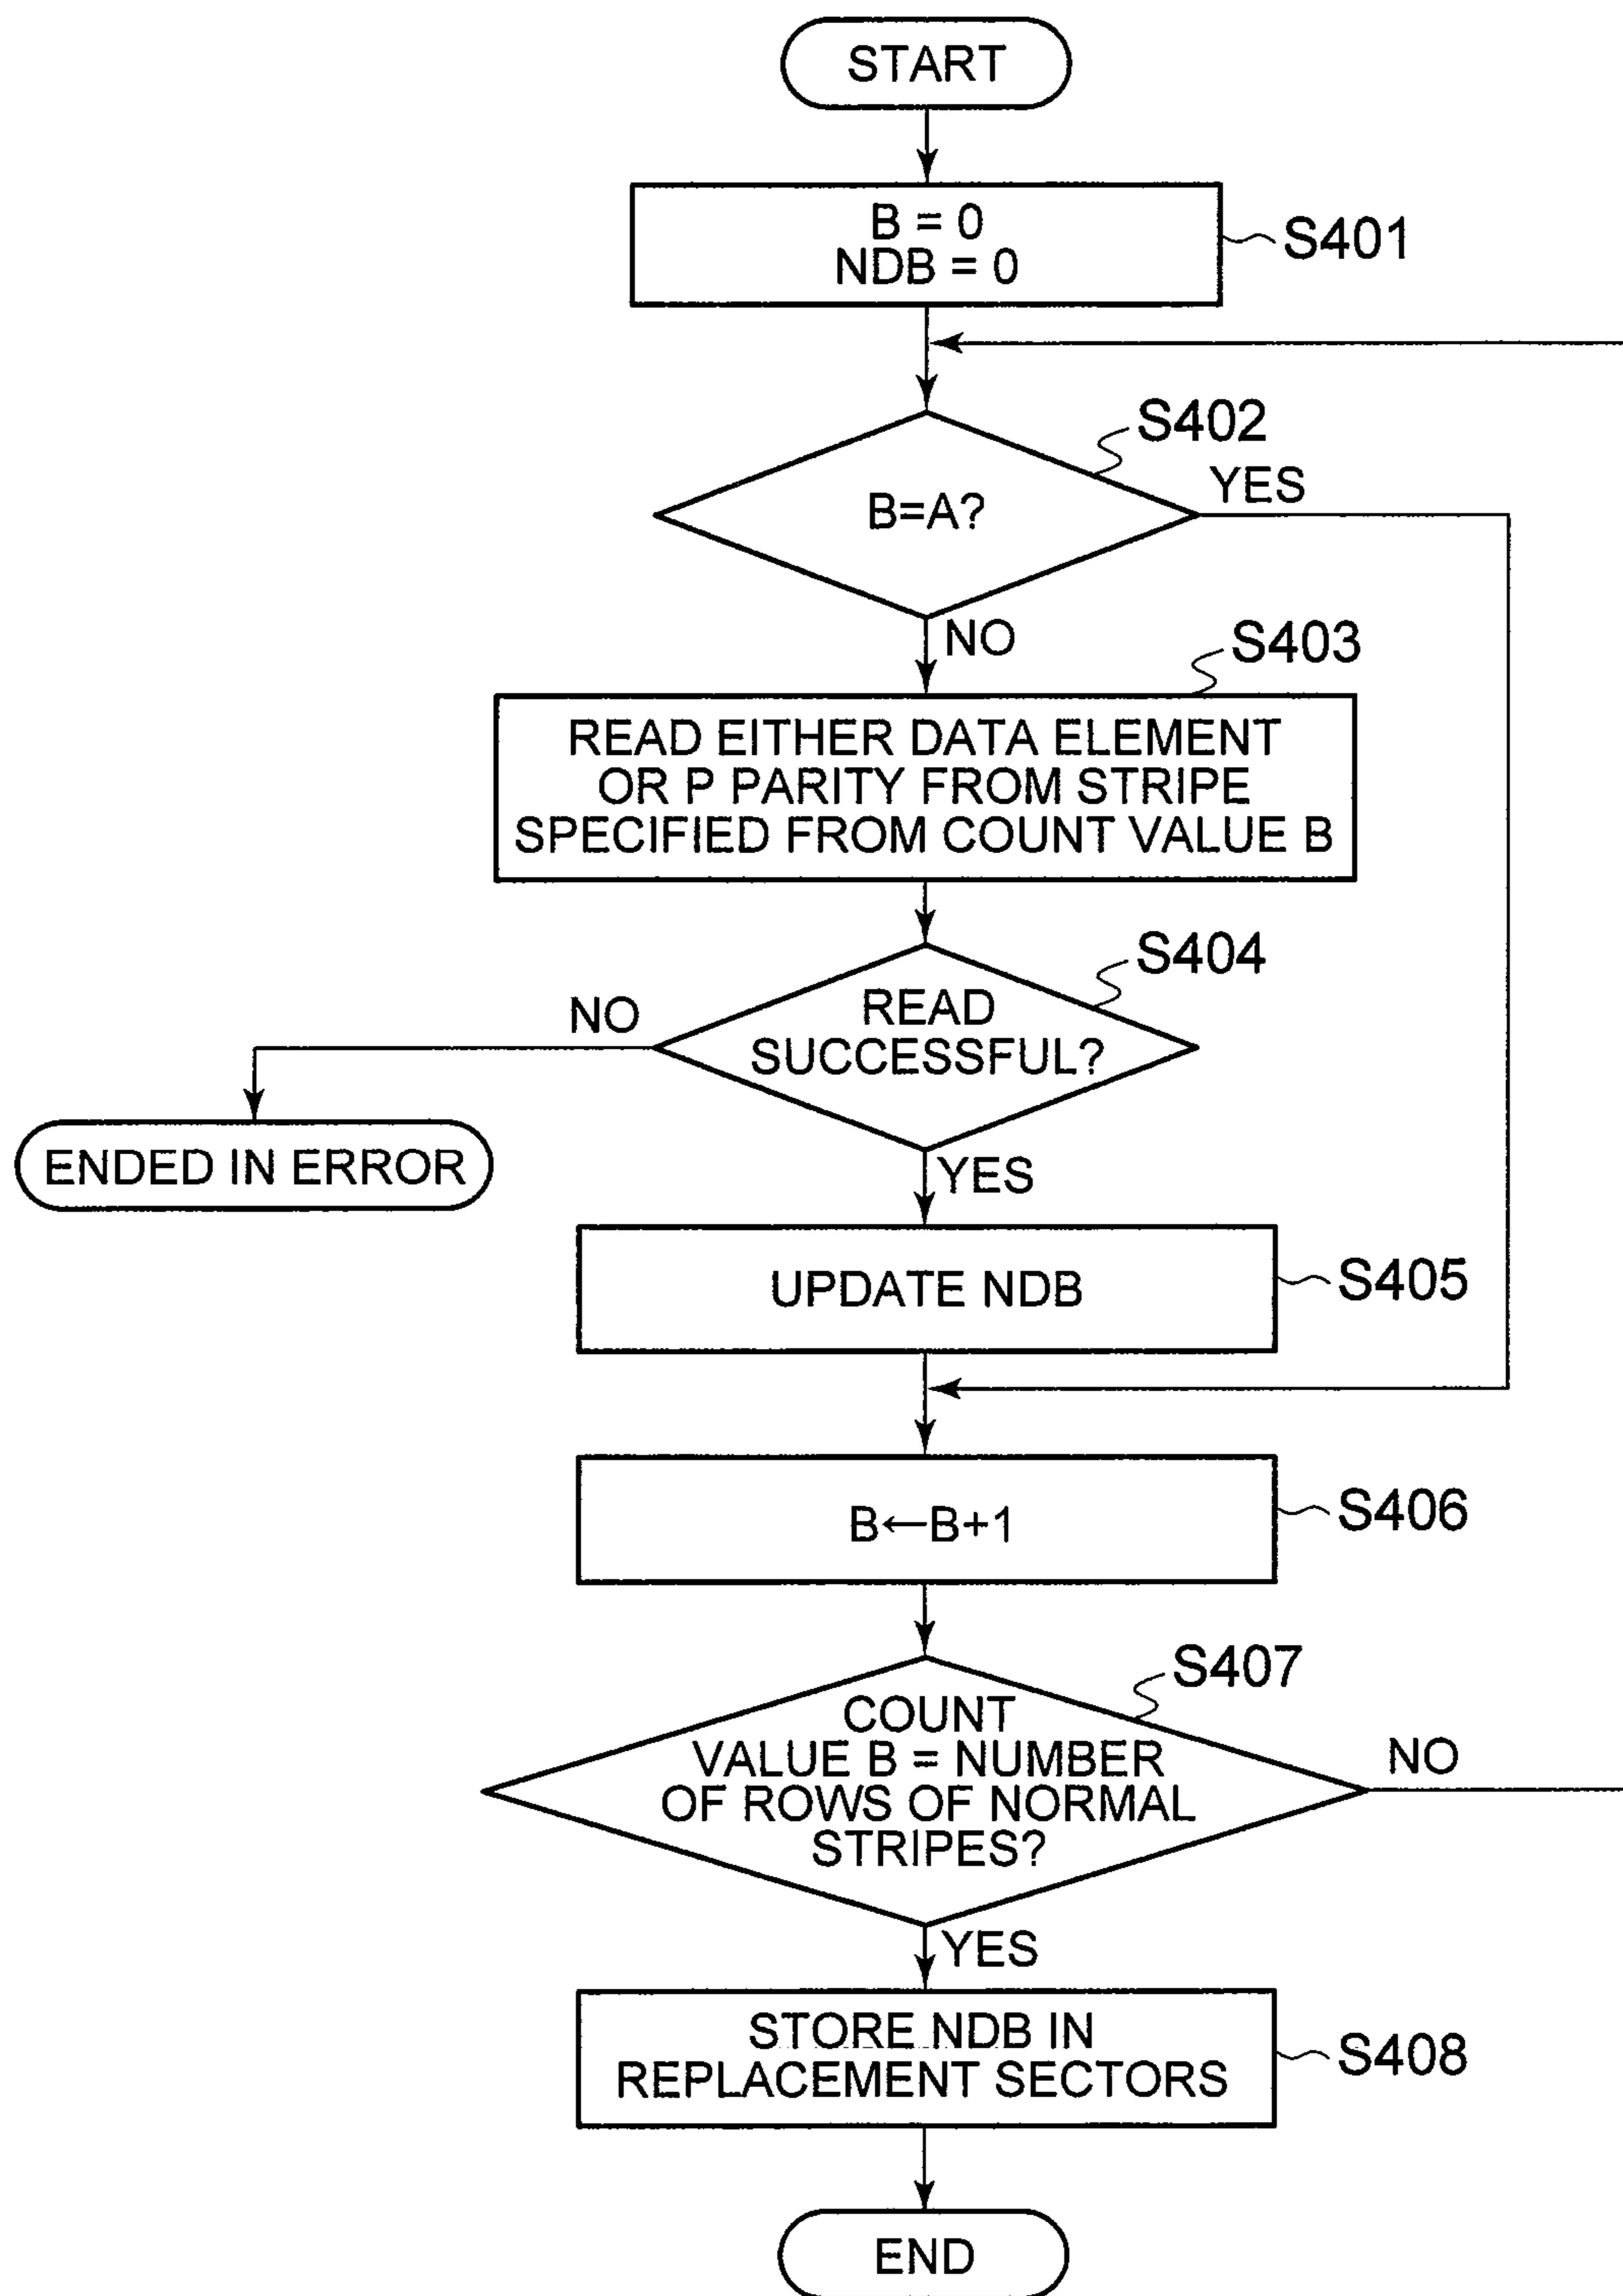 START
B = 0
NDB = 0
S401
S402
B=A?
YES
NO
S403
READ EITHER DATA ELEMENT
OR P PARITY FROM STRIPE
SPECIFIED FROM COUNT VALUE B
S404
NO
READ
SUCCESSFUL?
ENDED IN ERROR
YES
UPDATE NDB
S405
B←B+1
S406
S407
COUNT
VALUE B = NUMBER
OF ROWS OF NORMAL
STRIPES?
NO
YES
STORE NDB IN
REPLACEMENT SECTORS
S408
END